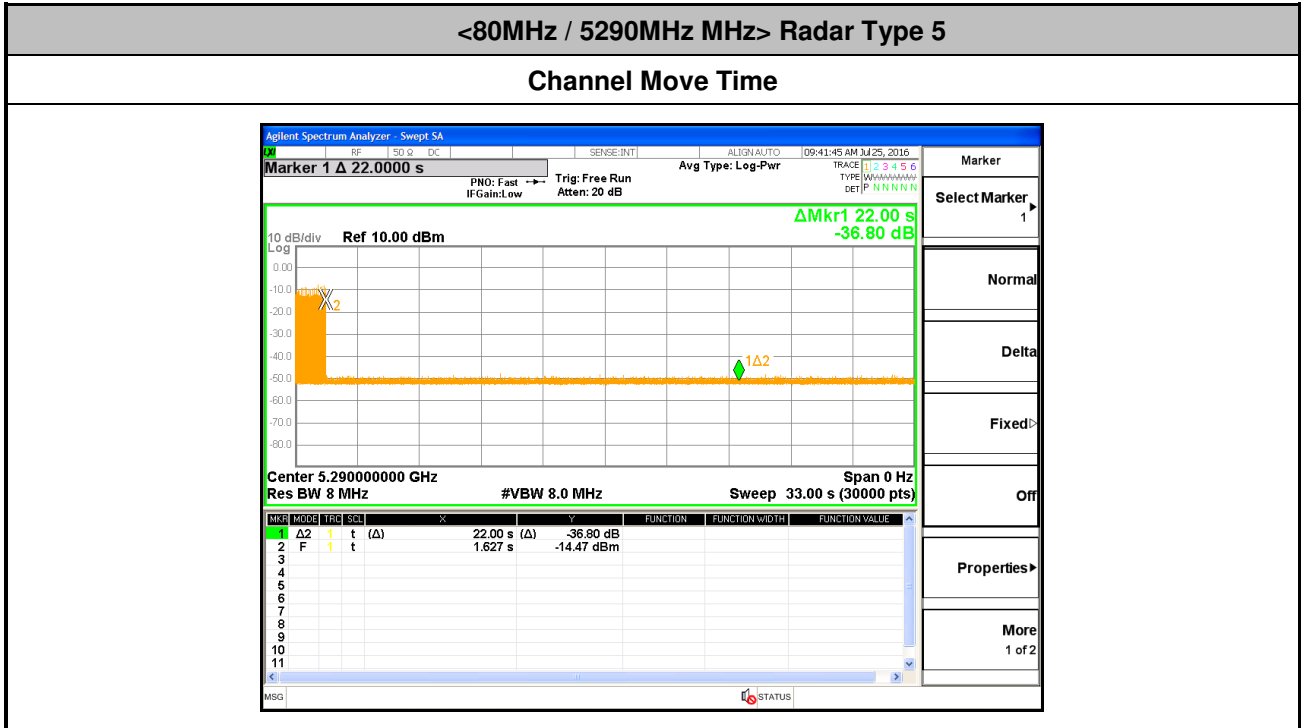 <80MHz / 5290MHz MHz> Radar Type 5
Channel Move Time
Agilent Spectrum Analyzer - Swept SA
LXI RF 50 Ω DC SENSE:INT ALIGN AUTO 09:41:45 AM Jul 25, 2016
Marker 1 Δ 22.0000 s
PNO: Fast
IFGain:Low
Trig: Free Run
Atten: 20 dB
Avg Type: Log-Pwr
TRACE 1 2 3 4 5 6
TYPE
DET P N N N N N
ΔMkr1 22.00 s
-36.80 dB
10 dB/div Ref 10.00 dBm
Log
0.00
-10.0
-20.0
-30.0
-40.0
-50.0
-60.0
-70.0
-80.0
X2
1Δ2
Center 5.290000000 GHz Span 0 Hz
Res BW 8 MHz #VBW 8.0 MHz Sweep 33.00 s (30000 pts)
MKR MODE TRC SCL X Y FUNCTION FUNCTION WIDTH FUNCTION VALUE
1 Δ2 1 t (Δ) 22.00 s (Δ) -36.80 dB
2 F 1 t 1.627 s -14.47 dBm
3
4
5
6
7
8
9
10
11
MSG STATUS
Marker
Select Marker
1
Normal
Delta
Fixed
Off
Properties
More
1 of 2